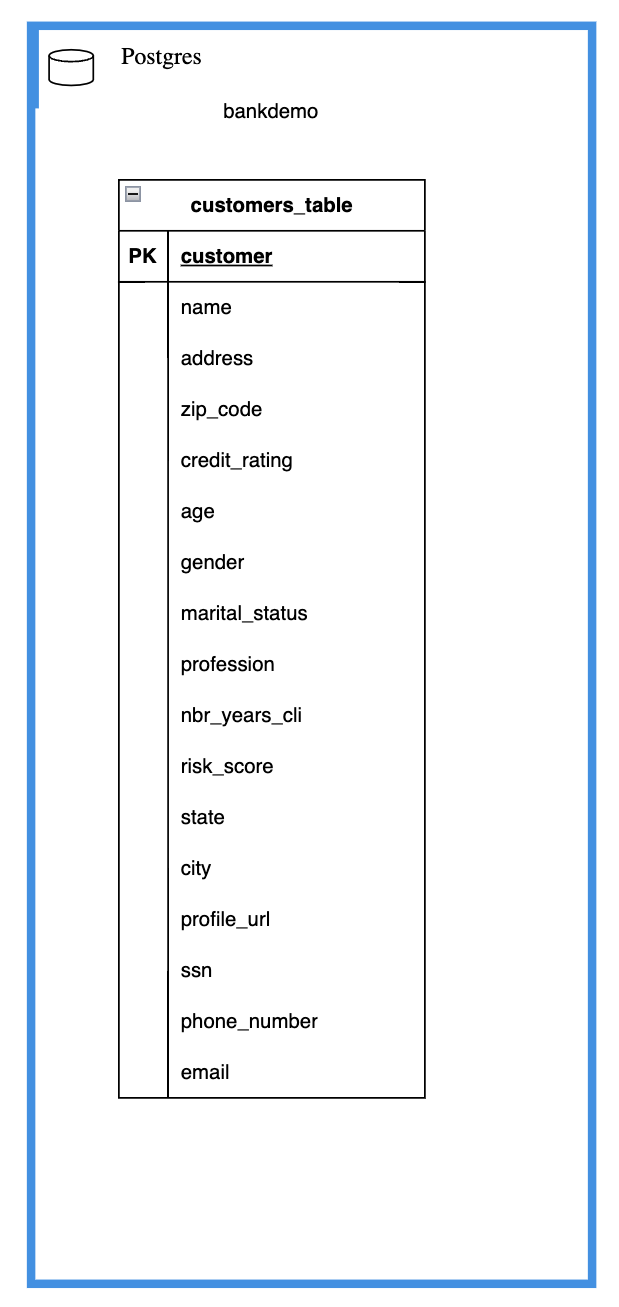 Postgres
bankdemo
customers_table
PK customer
name
address
zip_code
credit_rating
age
gender
marital_status
profession
nbr_years_cli
risk_score
state
city
profile_url
ssn
phone_number
email